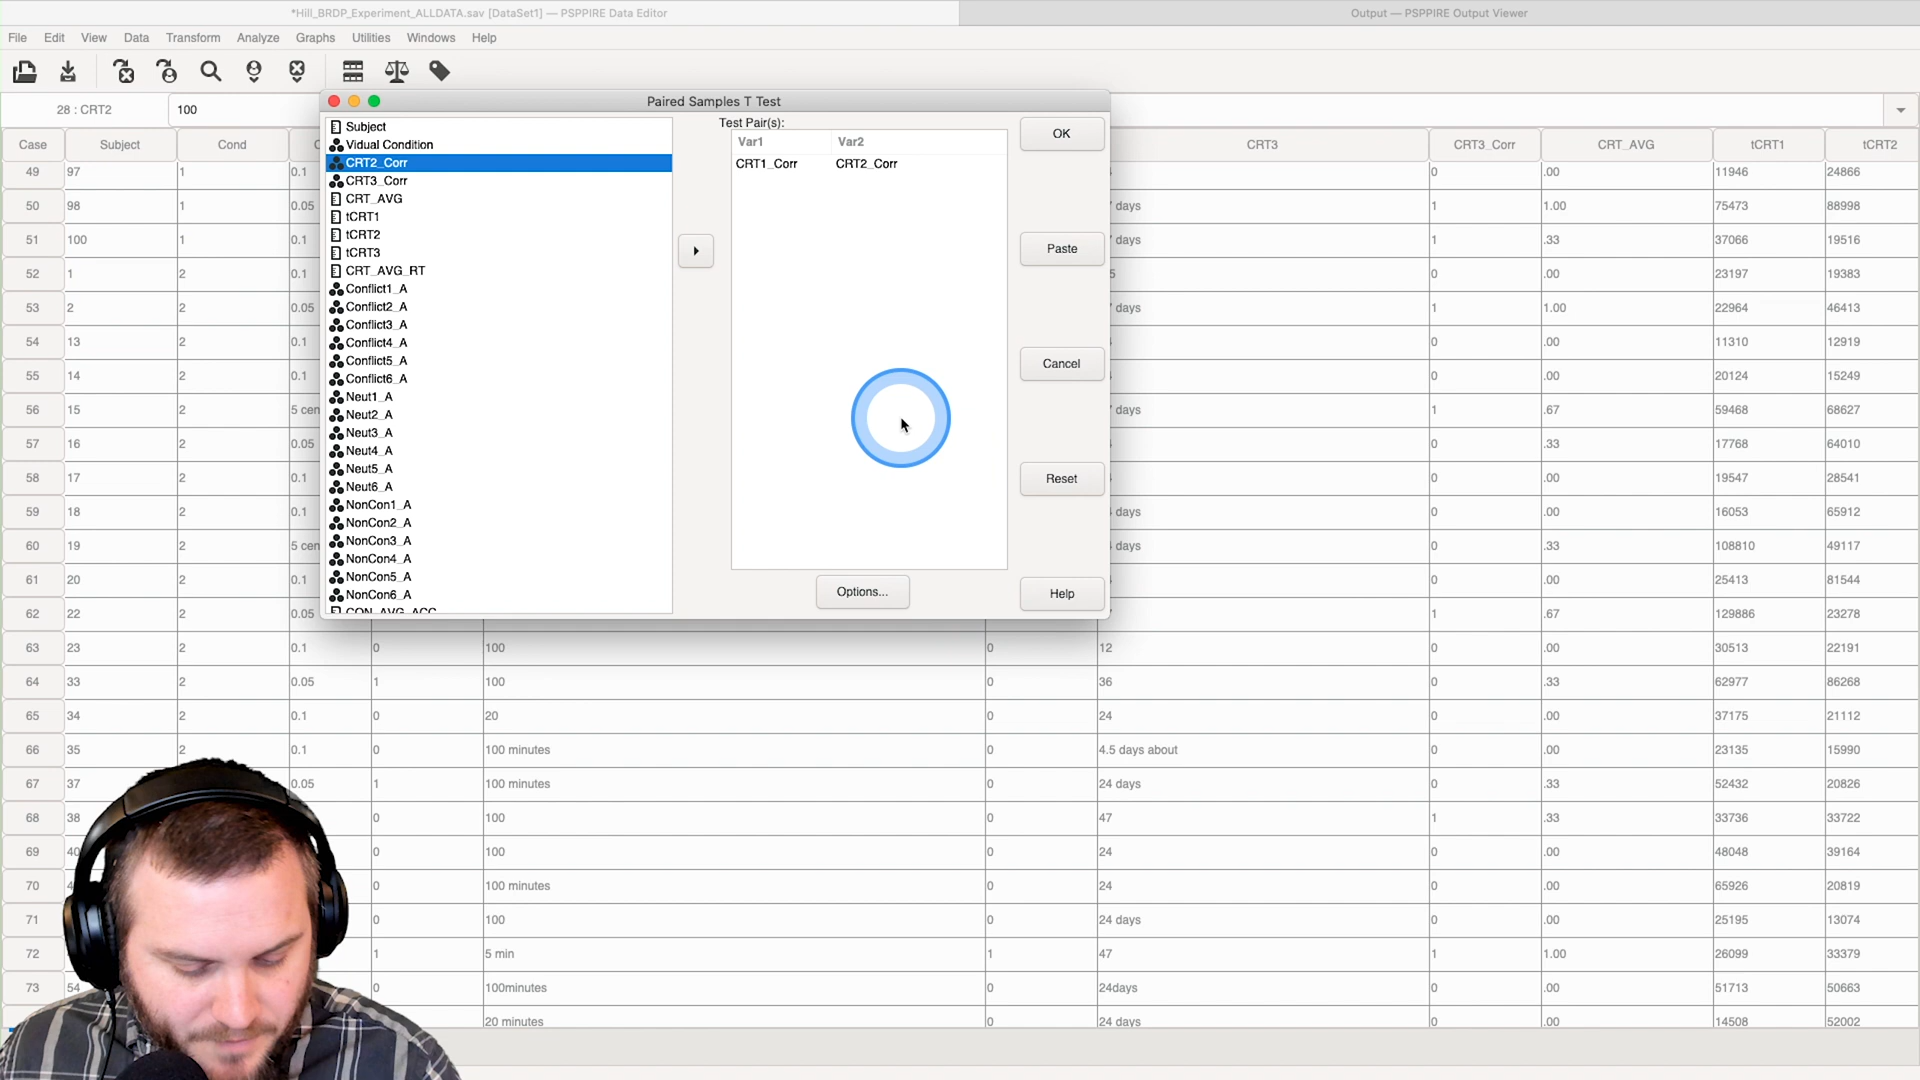 *Hill_BRDP_Experiment_ALLDATA.sav [DataSet1] — PSPPIRE Data Editor
Output — PSPPIRE Output Viewer
File Edit View Data Transform Analyze Graphs Utilities Windows Help
28 : CRT2 100
Paired Samples T Test
Subject
Vidual Condition
CRT2_Corr
CRT3_Corr
CRT_AVG
tCRT1
tCRT2
tCRT3
CRT_AVG_RT
Conflict1_A
Conflict2_A
Conflict3_A
Conflict4_A
Conflict5_A
Conflict6_A
Neut1_A
Neut2_A
Neut3_A
Neut4_A
Neut5_A
Neut6_A
NonCon1_A
NonCon2_A
NonCon3_A
NonCon4_A
NonCon5_A
NonCon6_A
CON_AVG_ACC
Test Pair(s):
Var1 Var2
CRT1_Corr CRT2_Corr
Options...
OK
Paste
Cancel
Reset
Help
Case Subject Cond CRT3 CRT3_Corr CRT_AVG tCRT1 tCRT2
49 97 1 0.1 0 .00 11946 24866
50 98 1 0.05 days 1 1.00 75473 88998
51 100 1 0.1 days 1 .33 37066 19516
52 1 2 0.1 0 .00 23197 19383
53 2 2 0.05 days 1 1.00 22964 46413
54 13 2 0.1 0 .00 11310 12919
55 14 2 0.1 0 .00 20124 15249
56 15 2 5 cen days 1 .67 59468 68627
57 16 2 0.05 0 .33 17768 64010
58 17 2 0.1 0 .00 19547 28541
59 18 2 0.1 days 0 .00 16053 65912
60 19 2 5 cen days 0 .33 108810 49117
61 20 2 0.1 0 .00 25413 81544
62 22 2 0.05 1 .67 129886 23278
63 23 2 0.1 0 100 0 12 0 .00 30513 22191
64 33 2 0.05 1 100 0 36 0 .33 62977 86268
65 34 2 0.1 0 20 0 24 0 .00 37175 21112
66 35 2 0.1 0 100 minutes 0 4.5 days about 0 .00 23135 15990
67 37 0.05 1 100 minutes 0 24 days 0 .33 52432 20826
68 38 0 100 0 47 1 .33 33736 33722
69 40 0 100 0 24 0 .00 48048 39164
70 4 0 100 minutes 0 24 0 .00 65926 20819
71 0 100 0 24 days 0 .00 25195 13074
72 1 5 min 1 47 1 1.00 26099 33379
73 54 0 100minutes 0 24days 0 .00 51713 50663
20 minutes 0 24 days 0 .00 14508 52002